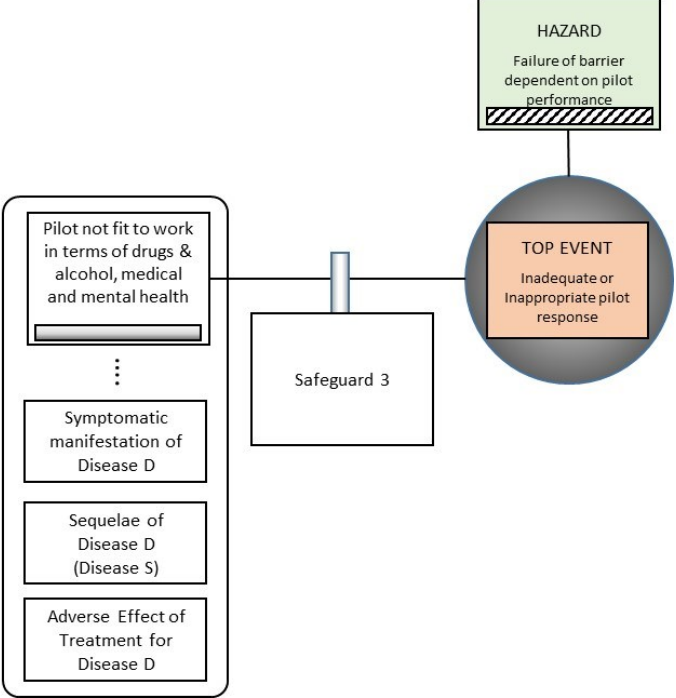 HAZARD
Failure of barrier
dependent on pilot
performance
Pilot not fit to work
in terms of drugs &
alcohol, medical
and mental health
TOP EVENT
Inadequate or
Inappropriate pilot
response
Safeguard 3
Symptomatic
manifestation of
Disease D
Sequelae of
Disease D
(Disease S)
Adverse Effect of
Treatment for
Disease D